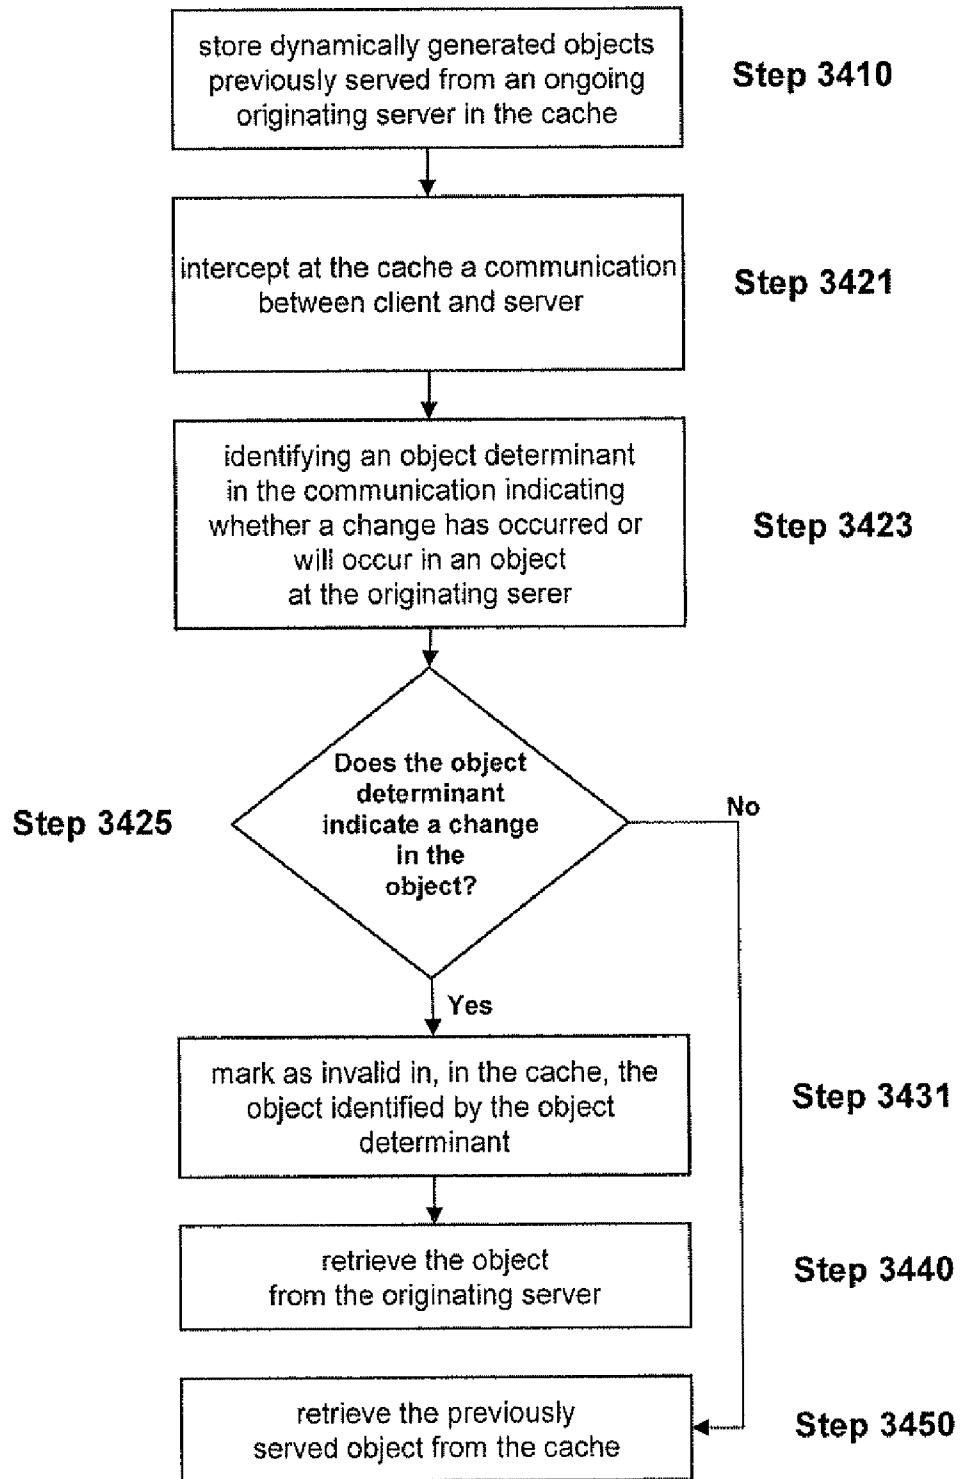 store dynamically generated objects
previously served from an ongoing
originating server in the cache
Step 3410
intercept at the cache a communication
between client and server
Step 3421
identifying an object determinant
in the communication indicating
whether a change has occurred or
will occur in an object
at the originating serer
Step 3423
Does the object
determinant
indicate a change
in the
object?
Step 3425
No
Yes
mark as invalid in, in the cache, the
object identified by the object
determinant
Step 3431
retrieve the object
from the originating server
Step 3440
retrieve the previously
served object from the cache
Step 3450